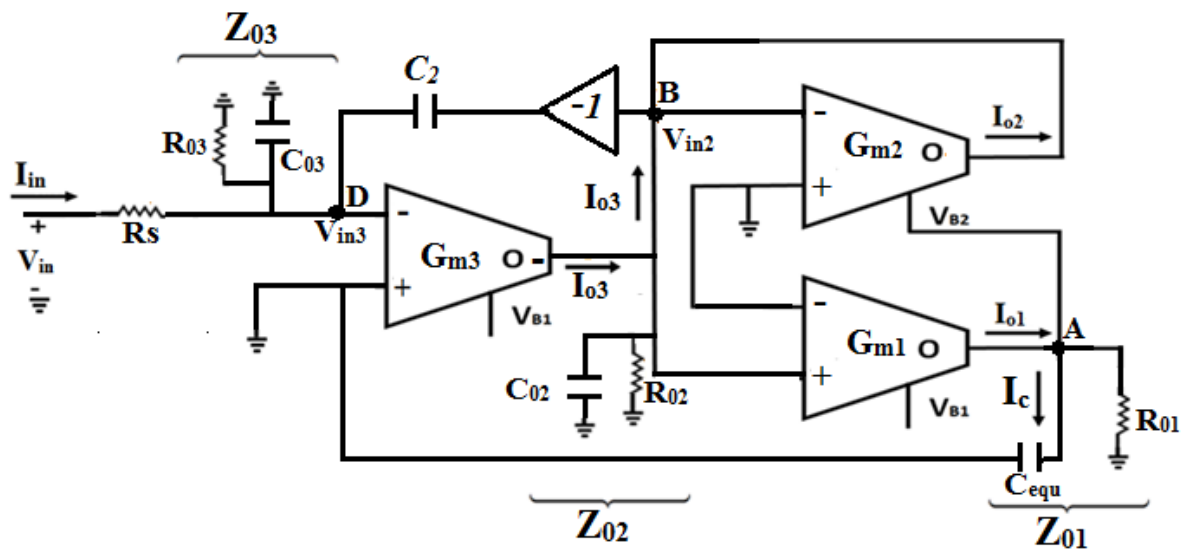 Z03
C2
-1
B
Vin2
-
Gm2
O
Io2
+
VB2
R03
C03
Iin
D
Rs
Vin3
+
Vin
-
-
Gm3
O -
+
VB1
Io3
Io3
-
Gm1
O
+
VB1
Io1
A
Ic
R01
C02
R02
Cequ
Z02
Z01